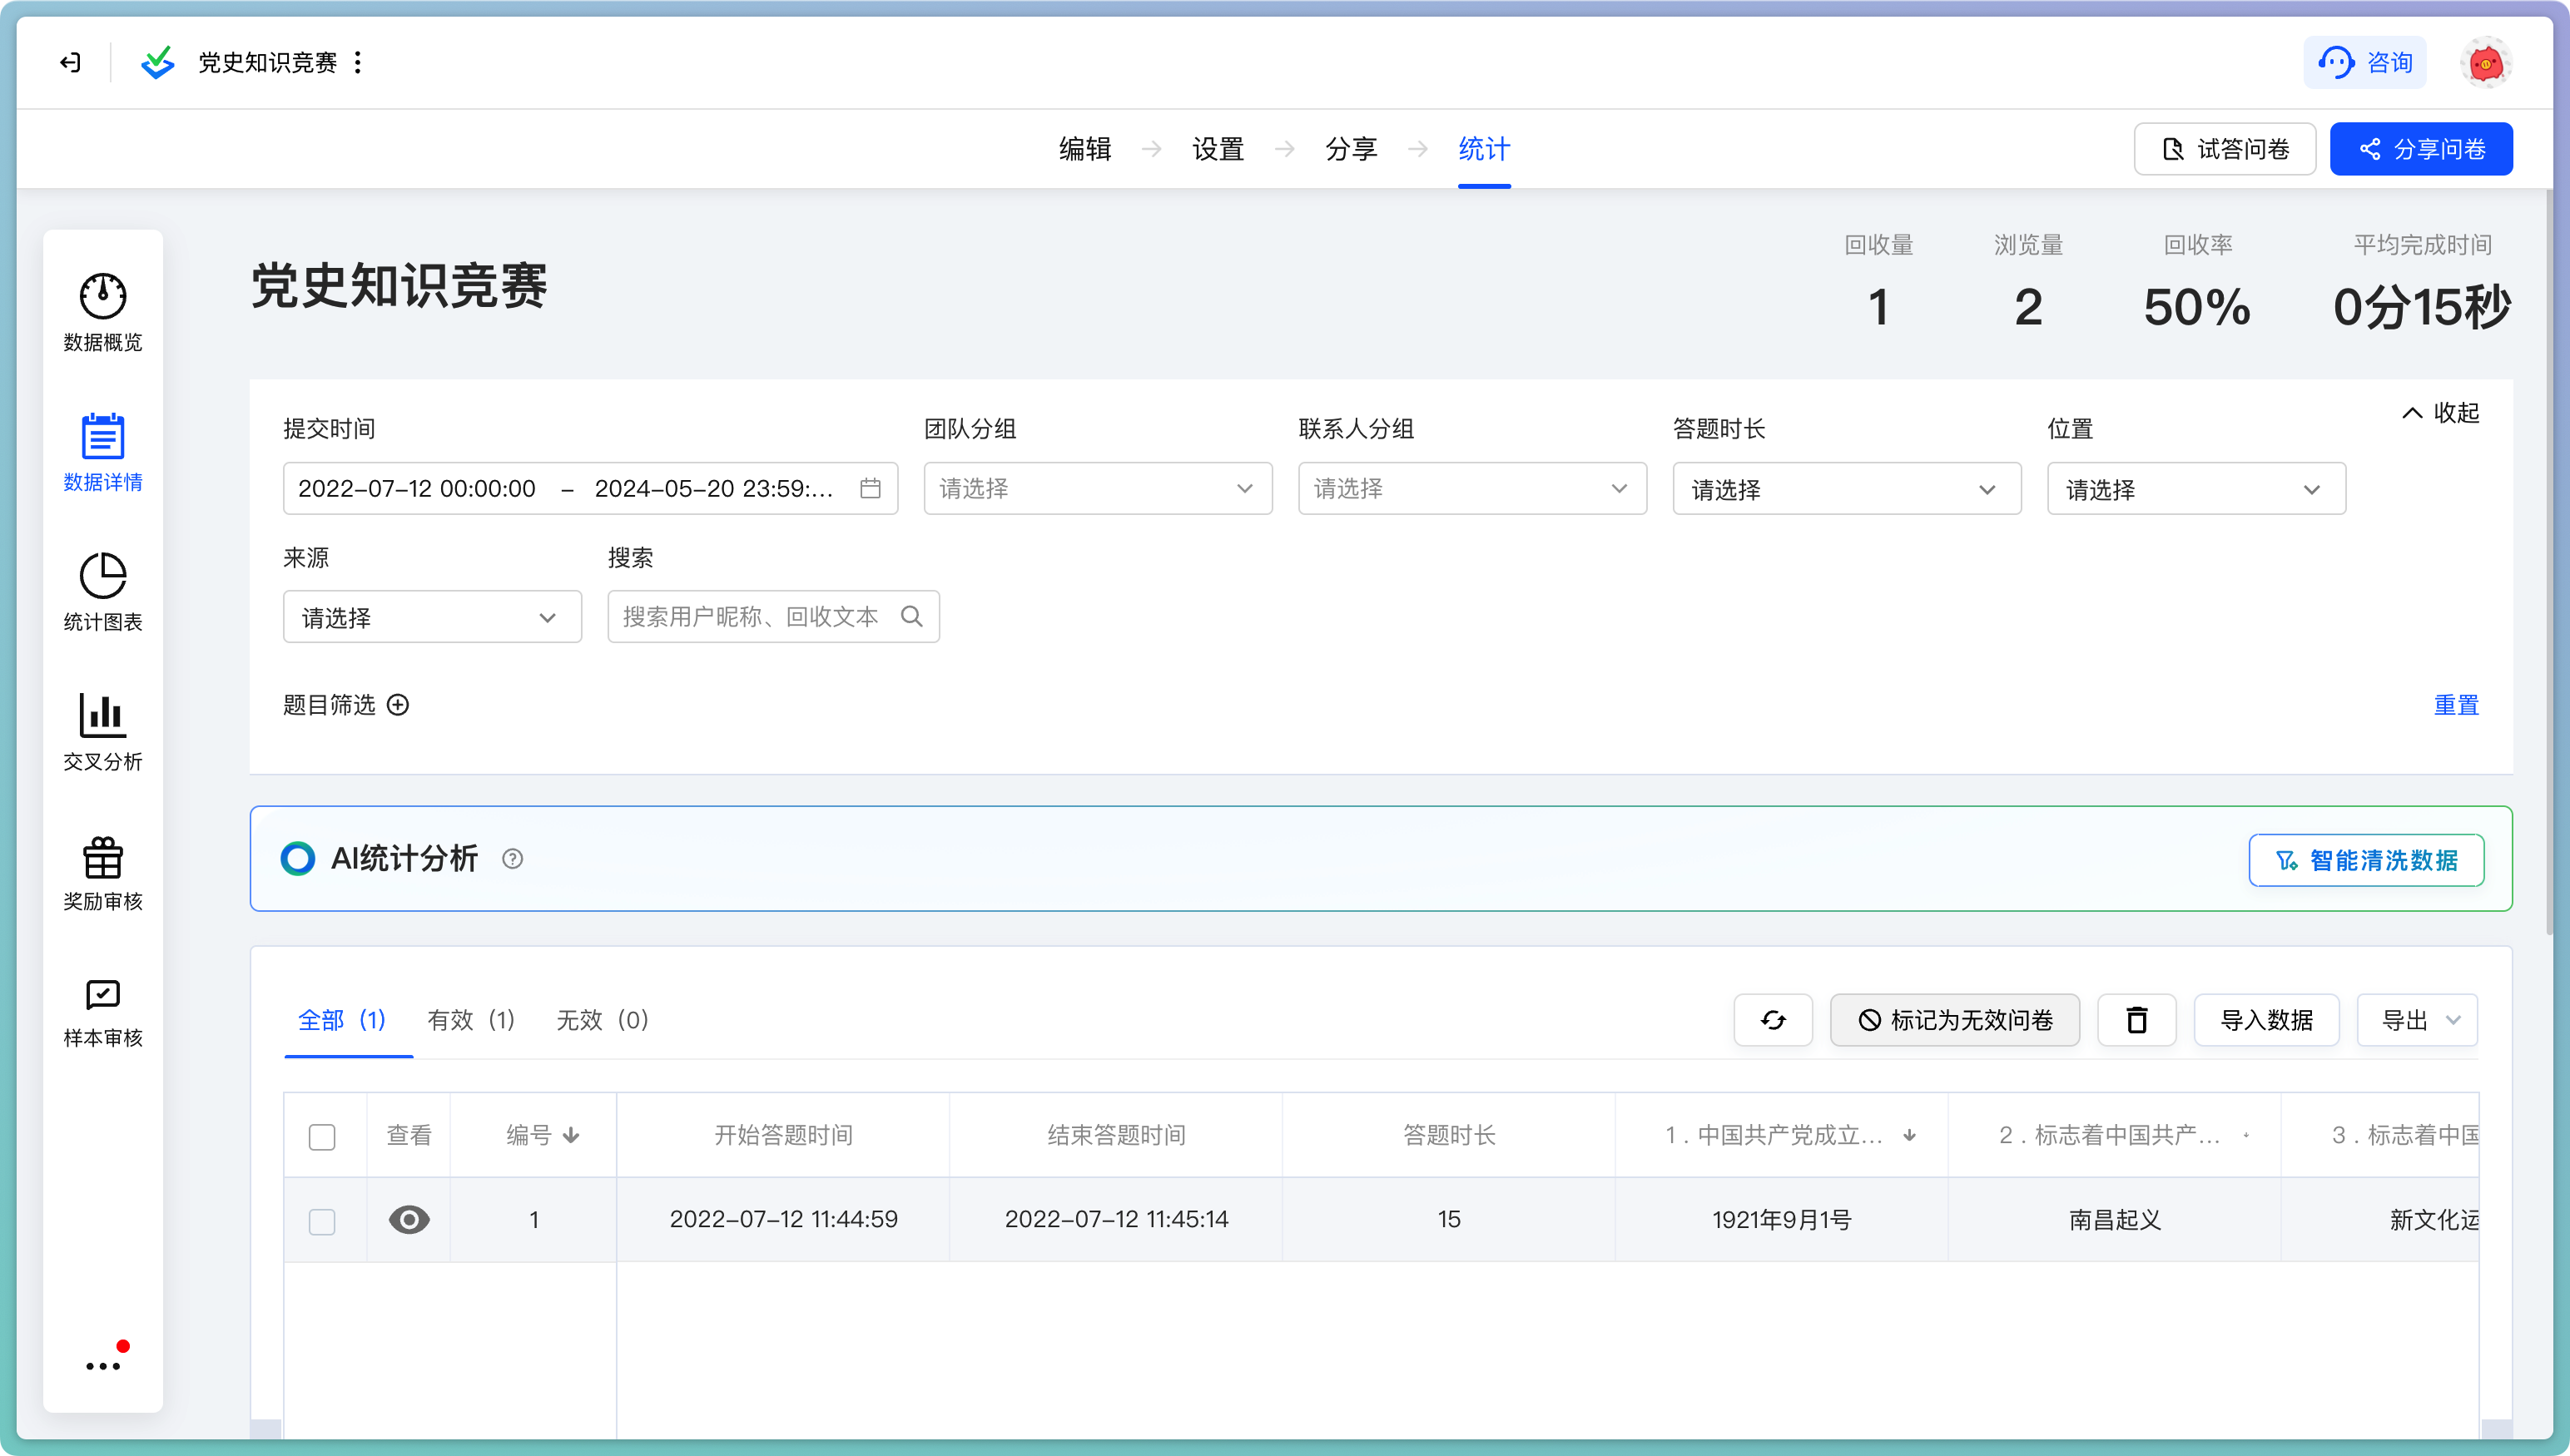 党史知识竞赛
咨询
编辑 → 设置 → 分享 → 统计
试答问卷
分享问卷
数据概览
数据详情
统计图表
交叉分析
奖励审核
样本审核
党史知识竞赛
回收量 浏览量 回收率 平均完成时间
1 2 50% 0分15秒
收起
提交时间 团队分组 联系人分组 答题时长 位置
2022-07-12 00:00:00 – 2024-05-20 23:59:... 请选择 请选择 请选择 请选择
来源 搜索
请选择 搜索用户昵称、回收文本
题目筛选 重置
AI统计分析 智能清洗数据
全部 (1) 有效 (1) 无效 (0) 标记为无效问卷 导入数据 导出
查看 编号 开始答题时间 结束答题时间 答题时长 1 . 中国共产党成立... 2 . 标志着中国共产... 3 . 标志着中国
1 2022-07-12 11:44:59 2022-07-12 11:45:14 15 1921年9月1号 南昌起义 新文化运